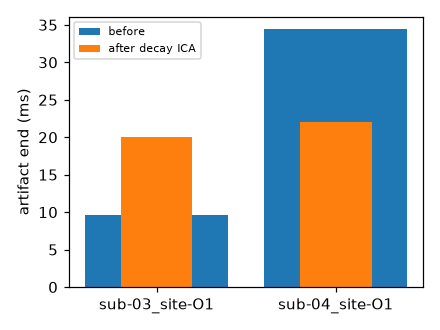 35
30
25
20
15
10
5
0
artifact end (ms)
before
after decay ICA
sub-03_site-O1
sub-04_site-O1